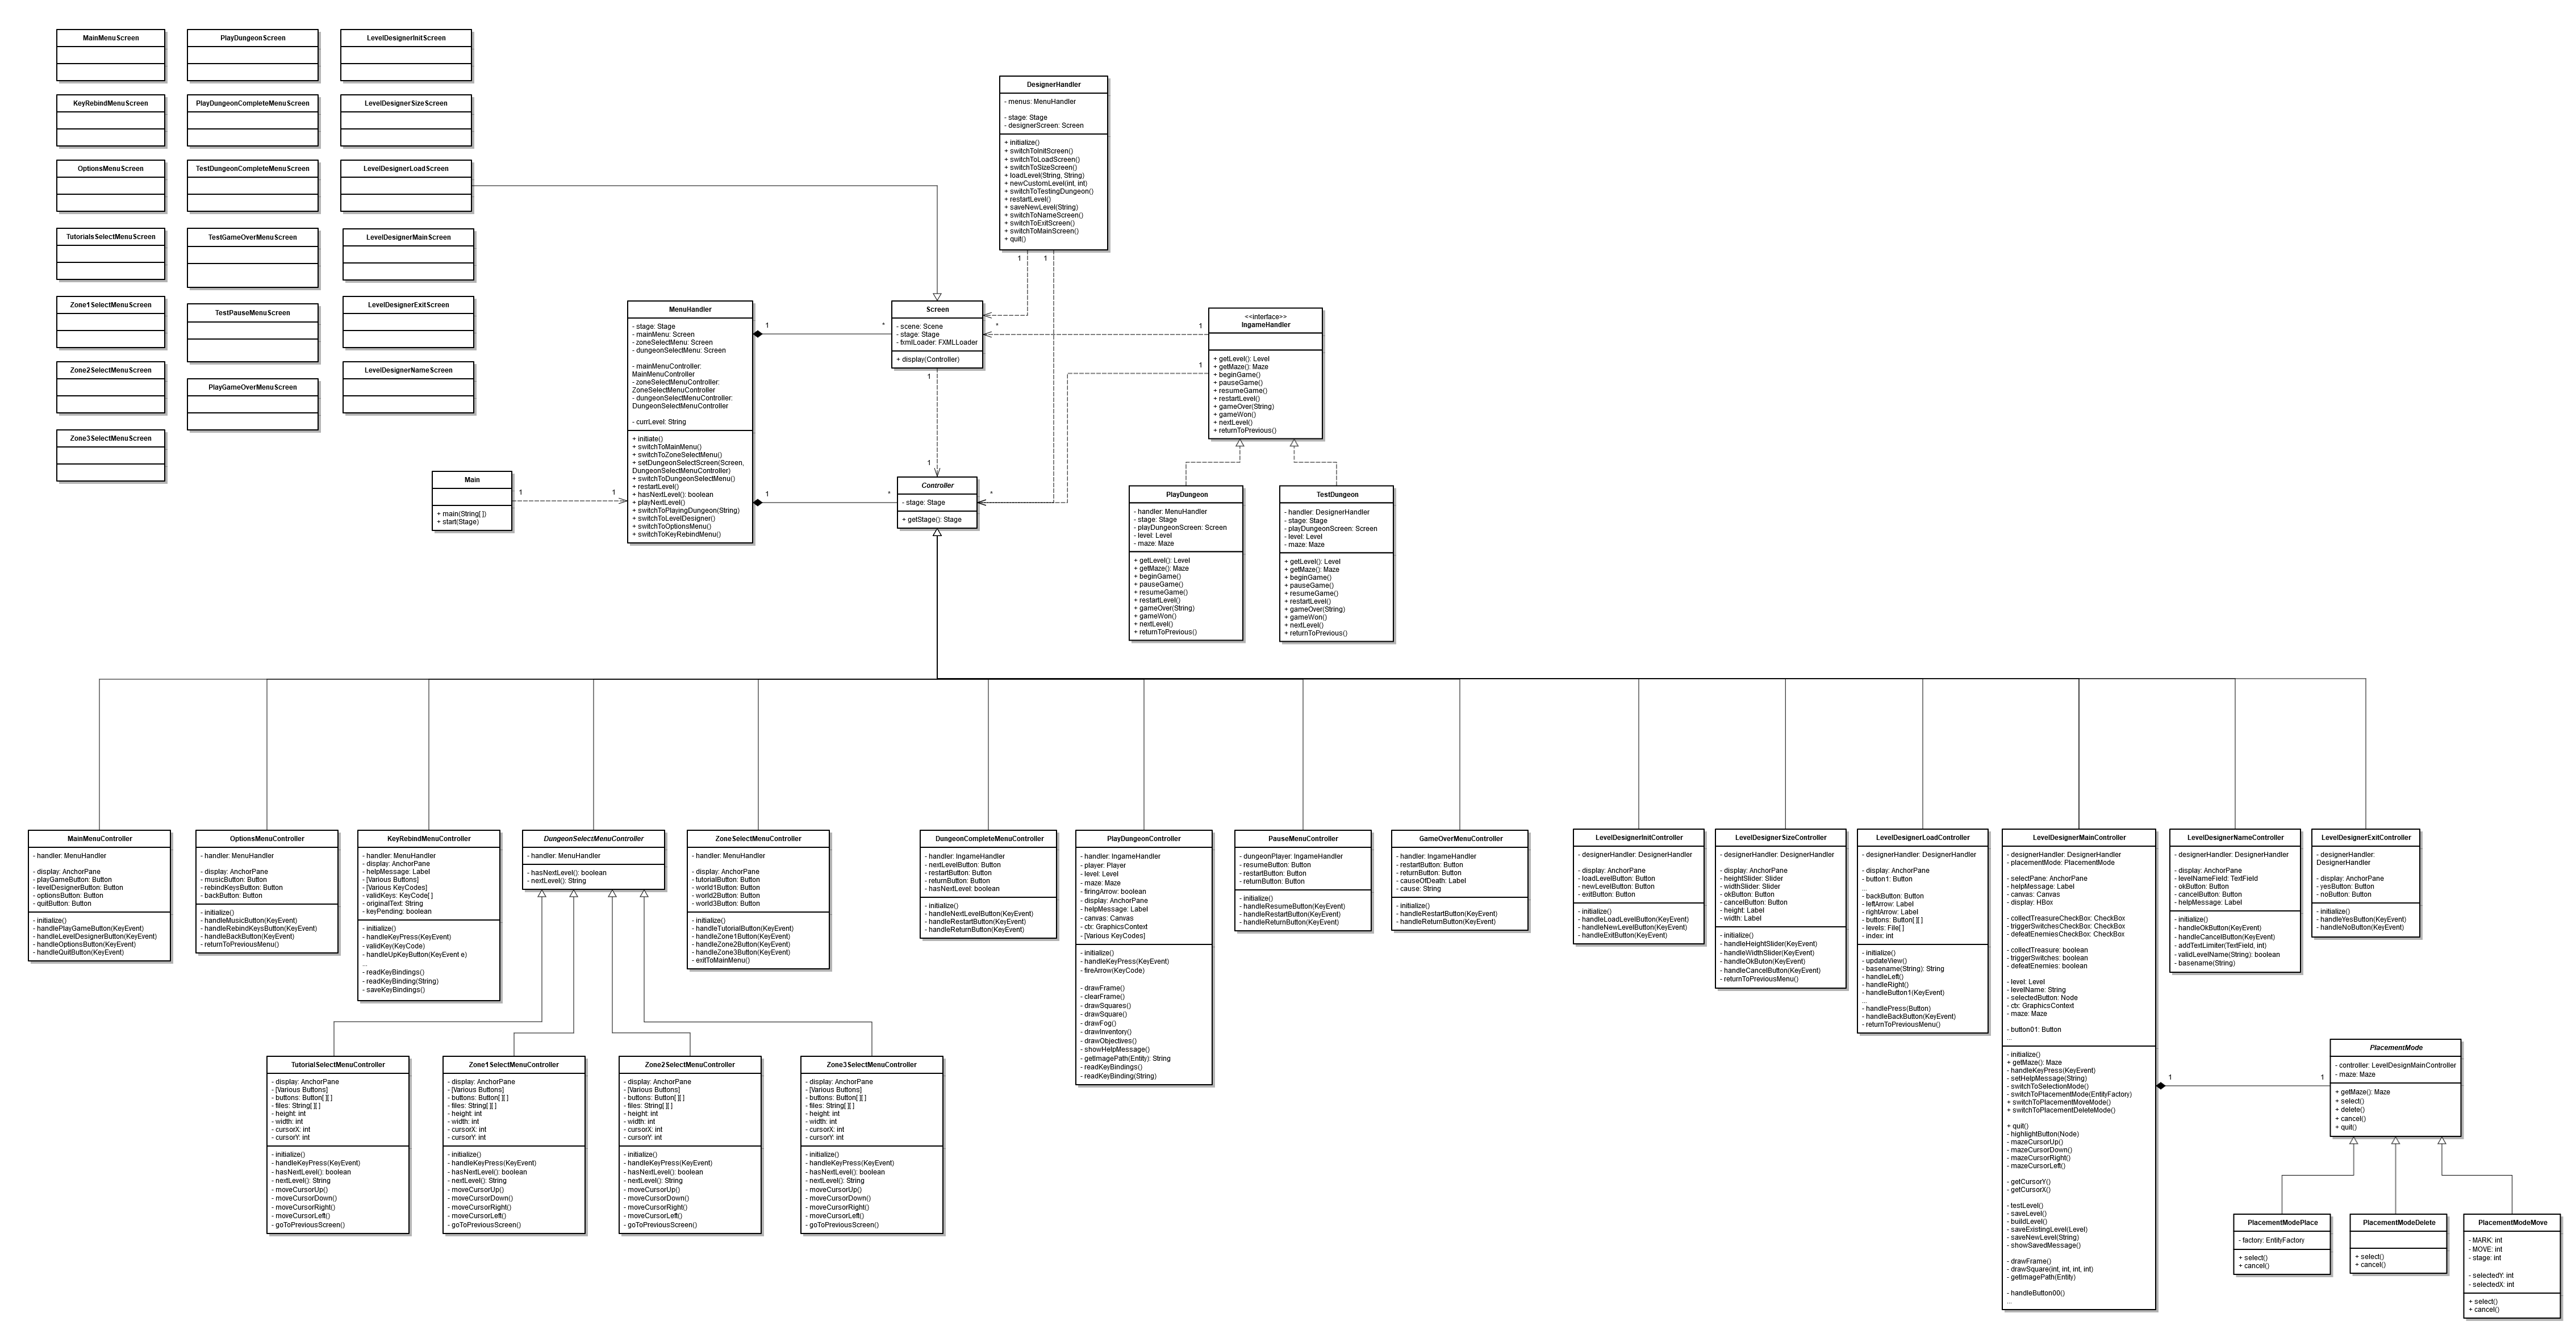 MainMenuScreen
PlayDungeonScreen
LevelDesignerInitScreen
KeyRebindMenuScreen
PlayDungeonCompleteMenuScreen
LevelDesignerSizeScreen
OptionsMenuScreen
TestDungeonCompleteMenuScreen
LevelDesignerLoadScreen
TutorialsSelectMenuScreen
TestGameOverMenuScreen
LevelDesignerMainScreen
Zone1SelectMenuScreen
TestPauseMenuScreen
LevelDesignerExitScreen
Zone2SelectMenuScreen
PlayGameOverMenuScreen
LevelDesignerNameScreen
Zone3SelectMenuScreen
DesignerHandler
- menus: MenuHandler
- stage: Stage
- designerScreen: Screen
+ initialize()
+ switchToInitScreen()
+ switchToLoadScreen()
+ switchToSizeScreen()
+ loadLevel(String, String)
+ newCustomLevel(int, int)
+ switchToTestingDungeon()
+ restartLevel()
+ saveNewLevel(String)
+ switchToNameScreen()
+ switchToExitScreen()
+ switchToMainScreen()
+ quit()
1
1
MenuHandler
- stage: Stage
- mainMenu: Screen
- zoneSelectMenu: Screen
- dungeonSelectMenu: Screen
- mainMenuController:
MainMenuController
- zoneSelectMenuController:
ZoneSelectMenuController
- dungeonSelectMenuController:
DungeonSelectMenuController
- currLevel: String
+ initiate()
+ switchToMainMenu()
+ switchToZoneSelectMenu()
+ setDungeonSelectScreen(Screen,
DungeonSelectMenuController)
+ switchToDungeonSelectMenu()
+ restartLevel()
+ hasNextLevel(): boolean
+ playNextLevel()
+ switchToPlayingDungeon(String)
+ switchToLevelDesigner()
+ switchToOptionsMenu()
+ switchToKeyRebindMenu()
1
*
Screen
- scene: Scene
- stage: Stage
- fxmlLoader: FXMLLoader
+ display(Controller)
*
1
1
1
1
<<interface>>
IngameHandler
+ getLevel(): Level
+ getMaze(): Maze
+ beginGame()
+ pauseGame()
+ resumeGame()
+ restartLevel()
+ gameOver(String)
+ gameWon()
+ nextLevel()
+ returnToPrevious()
Main
+ main(String[ ])
+ start(Stage)
1
1
1
*
Controller
- stage: Stage
+ getStage(): Stage
*
PlayDungeon
- handler: MenuHandler
- stage: Stage
- playDungeonScreen: Screen
- level: Level
- maze: Maze
+ getLevel(): Level
+ getMaze(): Maze
+ beginGame()
+ pauseGame()
+ resumeGame()
+ restartLevel()
+ gameOver(String)
+ gameWon()
+ nextLevel()
+ returnToPrevious()
TestDungeon
- handler: DesignerHandler
- stage: Stage
- playDungeonScreen: Screen
- level: Level
- maze: Maze
+ getLevel(): Level
+ getMaze(): Maze
+ beginGame()
+ pauseGame()
+ resumeGame()
+ restartLevel()
+ gameOver(String)
+ gameWon()
+ nextLevel()
+ returnToPrevious()
MainMenuController
- handler: MenuHandler
- display: AnchorPane
- playGameButton: Button
- levelDesignerButton: Button
- optionsButton: Button
- quitButton: Button
- initialize()
- handlePlayGameButton(KeyEvent)
- handleLevelDesignerButton(KeyEvent)
- handleOptionsButton(KeyEvent)
- handleQuitButton(KeyEvent)
OptionsMenuController
- handler: MenuHandler
- display: AnchorPane
- musicButton: Button
- rebindKeysButton: Button
- backButton: Button
- initialize()
- handleMusicButton(KeyEvent)
- handleRebindKeysButton(KeyEvent)
- handleBackButton(KeyEvent)
- returnToPreviousMenu()
KeyRebindMenuController
- handler: MenuHandler
- display: AnchorPane
- helpMessage: Label
- [Various Buttons]
- [Various KeyCodes]
- validKeys: KeyCode[ ]
- originalText: String
- keyPending: boolean
- initialize()
- handleKeyPress(KeyEvent)
- validKey(KeyCode)
- handleUpKeyButton(KeyEvent e)
...
- readKeyBindings()
- readKeyBinding(String)
- saveKeyBindings()
DungeonSelectMenuController
- handler: MenuHandler
- hasNextLevel(): boolean
- nextLevel(): String
ZoneSelectMenuController
- handler: MenuHandler
- display: AnchorPane
- tutorialButton: Button
- world1Button: Button
- world2Button: Button
- world3Button: Button
- initialize()
- handleTutorialButton(KeyEvent)
- handleZone1Button(KeyEvent)
- handleZone2Button(KeyEvent)
- handleZone3Button(KeyEvent)
- exitToMainMenu()
DungeonCompleteMenuController
- handler: IngameHandler
- nextLevelButton: Button
- restartButton: Button
- returnButton: Button
- hasNextLevel: boolean
- initialize()
- handleNextLevelButton(KeyEvent)
- handleRestartButton(KeyEvent)
- handleReturnButton(KeyEvent)
PlayDungeonController
- handler: IngameHandler
- player: Player
- level: Level
- maze: Maze
- firingArrow: boolean
- display: AnchorPane
- helpMessage: Label
- canvas: Canvas
- ctx: GraphicsContext
- [Various KeyCodes]
- initialize()
- handleKeyPress(KeyEvent)
- fireArrow(KeyCode)
- drawFrame()
- clearFrame()
- drawSquares()
- drawSquare()
- drawFog()
- drawInventory()
- drawObjectives()
- showHelpMessage()
- getImagePath(Entity): String
- readKeyBindings()
- readKeyBinding(String)
PauseMenuController
- dungeonPlayer: IngameHandler
- resumeButton: Button
- restartButton: Button
- returnButton: Button
- initialize()
- handleResumeButton(KeyEvent)
- handleRestartButton(KeyEvent)
- handleReturnButton(KeyEvent)
GameOverMenuController
- handler: IngameHandler
- restartButton: Button
- returnButton: Button
- causeOfDeath: Label
- cause: String
- initialize()
- handleRestartButton(KeyEvent)
- handleReturnButton(KeyEvent)
LevelDesignerInitController
- designerHandler: DesignerHandler
- display: AnchorPane
- loadLevelButton: Button
- newLevelButton: Button
- exitButton: Button
- initialize()
- handleLoadLevelButton(KeyEvent)
- handleNewLevelButton(KeyEvent)
- handleExitButton(KeyEvent)
LevelDesignerSizeController
- designerHandler: DesignerHandler
- display: AnchorPane
- heightSlider: Slider
- widthSlider: Slider
- okButton: Button
- cancelButton: Button
- height: Label
- width: Label
- initialize()
- handleHeightSlider(KeyEvent)
- handleWidthSlider(KeyEvent)
- handleOkButon(KeyEvent)
- handleCancelButton(KeyEvent)
- returnToPreviousMenu()
LevelDesignerLoadController
- designerHandler: DesignerHandler
- display: AnchorPane
- button1: Button
...
- backButton: Button
- leftArrow: Label
- rightArrow: Label
- buttons: Button[ ][ ]
- levels: File[ ]
- index: int
- initialize()
- updateView()
- basename(String): String
- handleLeft()
- handleRight()
- handleButton1(KeyEvent)
...
- handlePress(Button)
- handleBackButton(KeyEvent)
- returnToPreviousMenu()
LevelDesignerMainController
- designerHandler: DesignerHandler
- placementMode: PlacementMode
- selectPane: AnchorPane
- helpMessage: Label
- canvas: Canvas
- display: HBox
- collectTreasureCheckBox: CheckBox
- triggerSwitchesCheckBox: CheckBox
- defeatEnemiesCheckBox: CheckBox
- collectTreasure: boolean
- triggerSwitches: boolean
- defeatEnemies: boolean
- level: Level
- levelName: String
- selectedButton: Node
- ctx: GraphicsContext
- maze: Maze
- button01: Button
...
- initialize()
+ getMaze(): Maze
- handleKeyPress(KeyEvent)
- setHelpMessage(String)
- switchToSelectionMode()
- switchToPlacementMode(EntityFactory)
+ switchToPlacementMoveMode()
+ switchToPlacementDeleteMode()
+ quit()
- highlightButton(Node)
- mazeCursorUp()
- mazeCursorDown()
- mazeCursorRight()
- mazeCursorLeft()
- getCursorY()
- getCursorX()
- testLevel()
- saveLevel()
- buildLevel()
- saveExistingLevel(Level)
- saveNewLevel(String)
- showSavedMessage()
- drawFrame()
- drawSquare(int, int, int, int)
- getImagePath(Entity)
- handleButton00()
...
LevelDesignerNameController
- designerHandler: DesignerHandler
- display: AnchorPane
- levelNameField: TextField
- okButton: Button
- cancelButton: Button
- helpMessage: Label
- initialize()
- handleOkButton(KeyEvent)
- handleCancelButton(KeyEvent)
- addTextLimiter(TextField, int)
- validLevelName(String): boolean
- basename(String)
LevelDesignerExitController
- designerHandler:
DesignerHandler
- display: AnchorPane
- yesButton: Button
- noButton: Button
- initialize()
- handleYesButton(KeyEvent)
- handleNoButton(KeyEvent)
TutorialSelectMenuController
- display: AnchorPane
- [Various Buttons]
- buttons: Button[ ][ ]
- files: String[ ][ ]
- height: int
- width: int
- cursorX: int
- cursorY: int
- initialize()
- handleKeyPress(KeyEvent)
- hasNextLevel(): boolean
- nextLevel(): String
- moveCursorUp()
- moveCursorDown()
- moveCursorRight()
- moveCursorLeft()
- goToPreviousScreen()
Zone1SelectMenuController
- display: AnchorPane
- [Various Buttons]
- buttons: Button[ ][ ]
- files: String[ ][ ]
- height: int
- width: int
- cursorX: int
- cursorY: int
- initialize()
- handleKeyPress(KeyEvent)
- hasNextLevel(): boolean
- nextLevel(): String
- moveCursorUp()
- moveCursorDown()
- moveCursorRight()
- moveCursorLeft()
- goToPreviousScreen()
Zone2SelectMenuController
- display: AnchorPane
- [Various Buttons]
- buttons: Button[ ][ ]
- files: String[ ][ ]
- height: int
- width: int
- cursorX: int
- cursorY: int
- initialize()
- handleKeyPress(KeyEvent)
- hasNextLevel(): boolean
- nextLevel(): String
- moveCursorUp()
- moveCursorDown()
- moveCursorRight()
- moveCursorLeft()
- goToPreviousScreen()
Zone3SelectMenuController
- display: AnchorPane
- [Various Buttons]
- buttons: Button[ ][ ]
- files: String[ ][ ]
- height: int
- width: int
- cursorX: int
- cursorY: int
- initialize()
- handleKeyPress(KeyEvent)
- hasNextLevel(): boolean
- nextLevel(): String
- moveCursorUp()
- moveCursorDown()
- moveCursorRight()
- moveCursorLeft()
- goToPreviousScreen()
1
1
PlacementMode
- controller: LevelDesignMainController
- maze: Maze
+ getMaze(): Maze
+ select()
+ delete()
+ cancel()
+ quit()
PlacementModePlace
- factory: EntityFactory
+ select()
+ cancel()
PlacementModeDelete
+ select()
+ cancel()
PlacementModeMove
- MARK: int
- MOVE: int
- stage: int
- selectedY: int
- selectedX: int
+ select()
+ cancel()